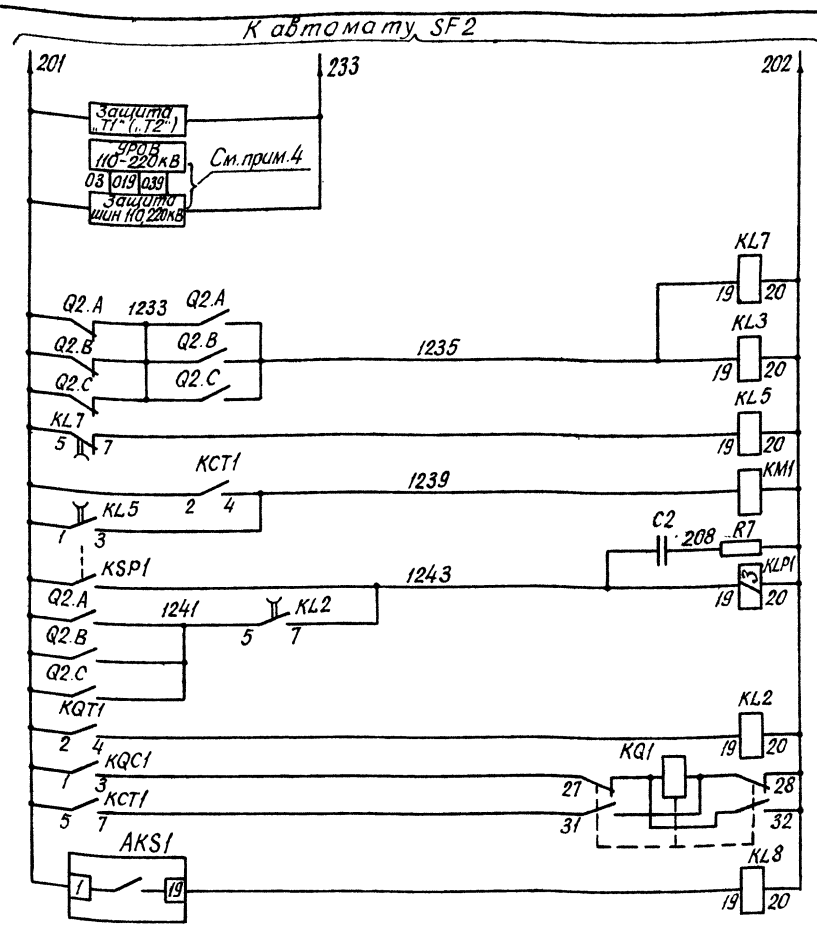 К автомату SF2
201 233 202
Защита
„Т1" („Т2")
УРОВ
110-220кВ
См. прим. 4
03 019 039
Защита
шин 110,220кВ
KL7
19 20
Q2.A 1233 Q2.A
KL3
Q2.B Q2.B 1235
19 20
Q2.C Q2.C
KL5
KL7
5 7
19 20
KCT1
2 4
1239
KM1
KL5
1 3
C2 208 R7
KSP1
1243
KLP1
3
19 20
Q2.A 1241
KL2
5 7
Q2.B
Q2.C
KQT1
2 4
KL2
19 20
KQC1
1 3
KQ1
27 28
KCT1
5 7
31 32
AKS1
KL8
1 19
19 20